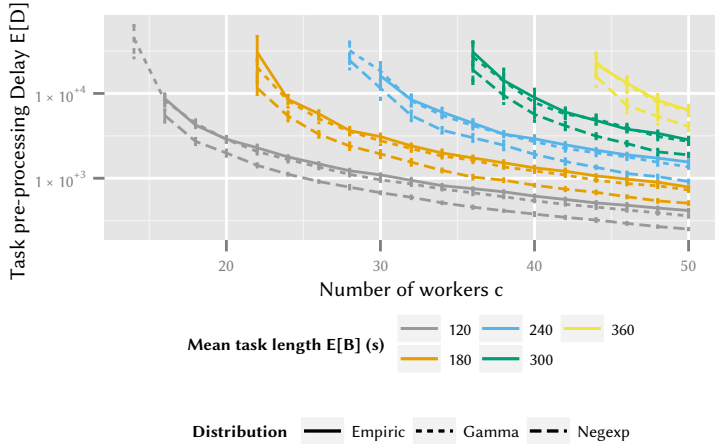 Task pre-processing Delay E[D]
1 × 10+4
1 × 10+3
20 30 40 50
Number of workers c
Mean task length E[B] (s)
120 240 360
180 300
Distribution Empiric Gamma Negexp